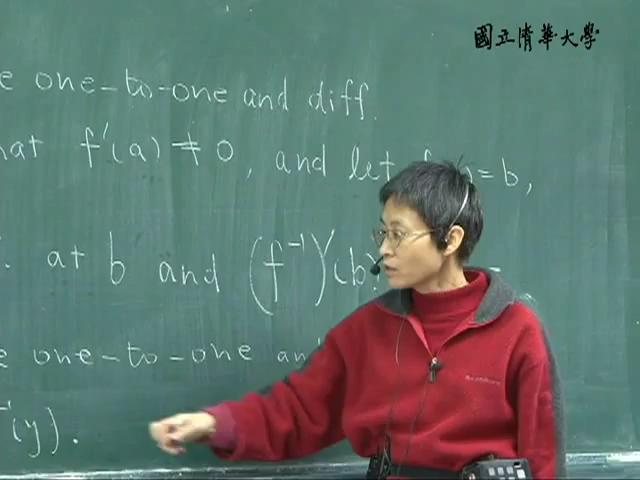 國立清華大學
e one-to-one and diff.
hat f'(a) ≠ 0, and let = b,
. at b and (f⁻¹)'(b)
e one-to-one an
⁻¹(y).